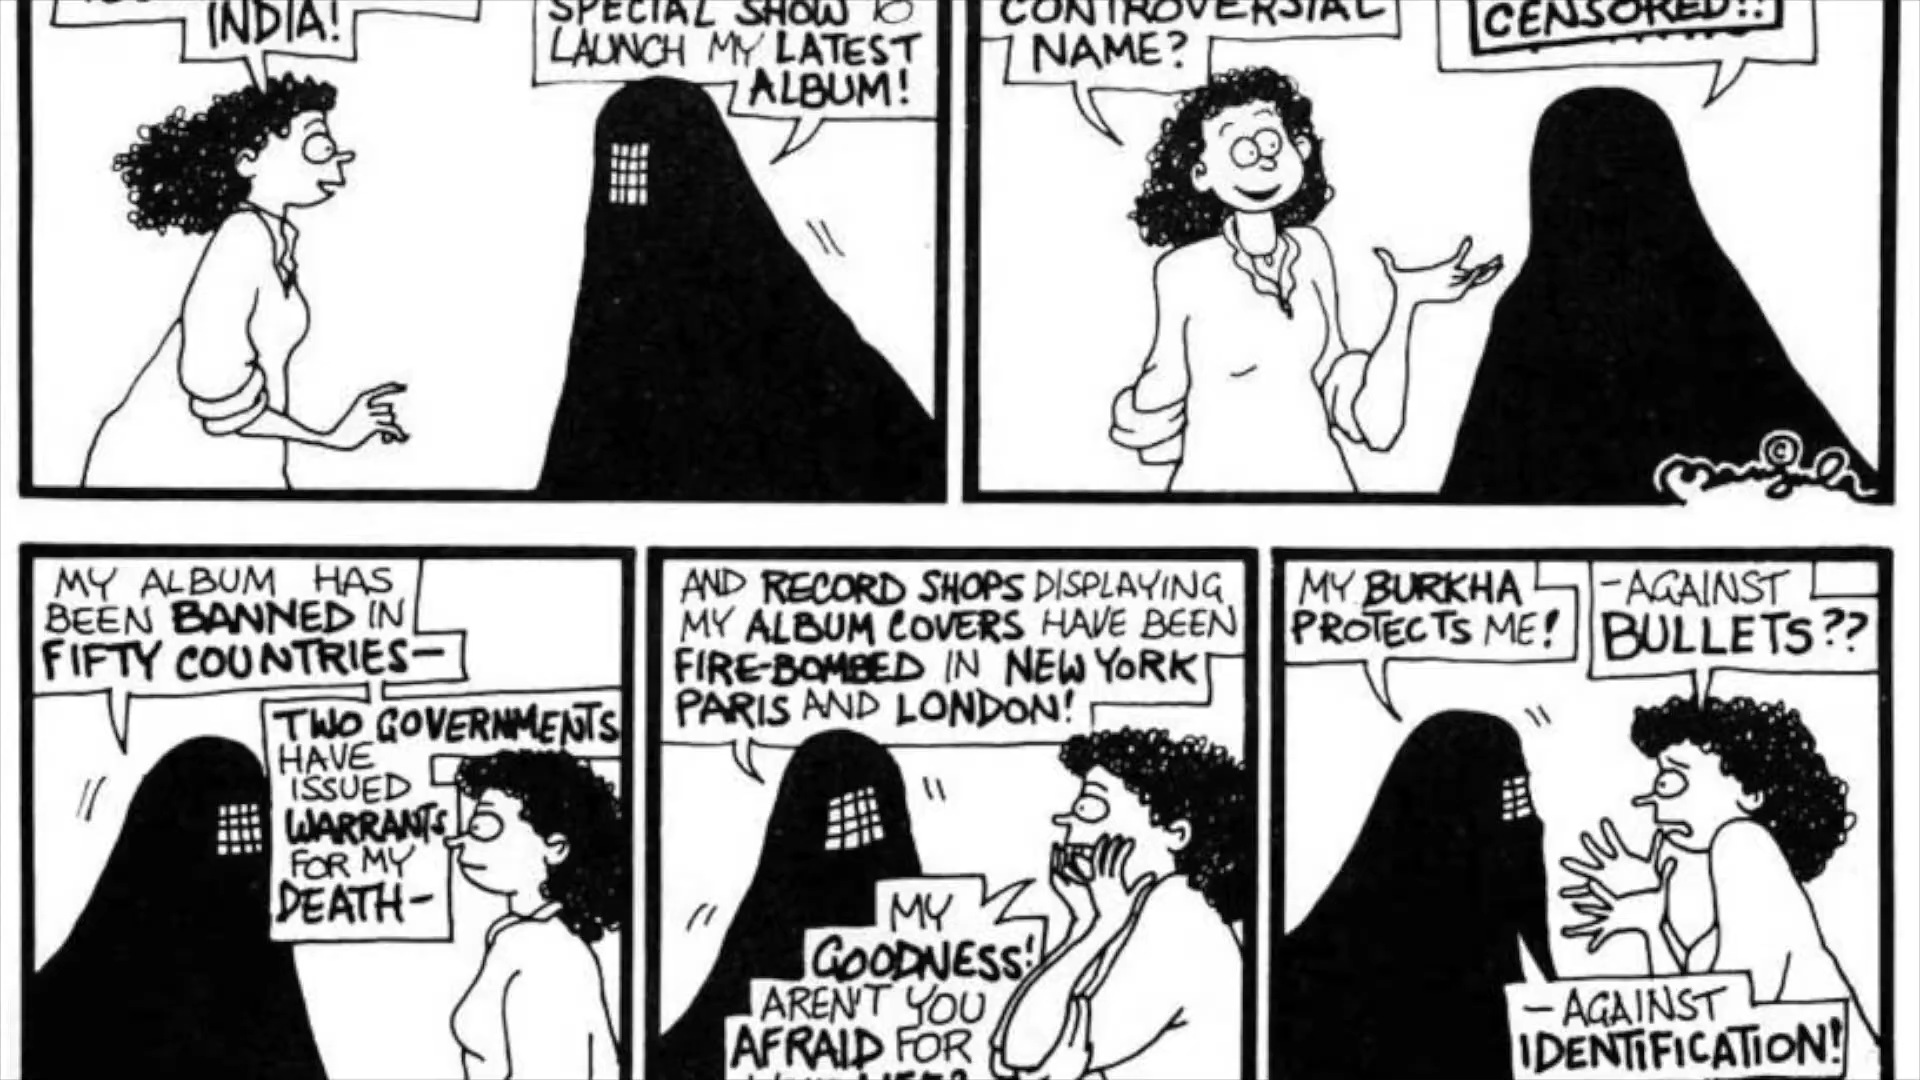 INDIA!
SPECIAL SHOW TO
LAUNCH MY LATEST
ALBUM!
CONTROVERSIAL
NAME?
CENSORED!!
©
Manjula
MY ALBUM HAS
BEEN BANNED IN
FIFTY COUNTRIES—
TWO GOVERNMENTS
HAVE
ISSUED
WARRANTS
FOR MY
DEATH—
AND RECORD SHOPS DISPLAYING
MY ALBUM COVERS HAVE BEEN
FIRE-BOMBED IN NEW YORK
PARIS AND LONDON!
MY
GOODNESS!
AREN'T YOU
AFRAID FOR
MY BURKHA
PROTECTS ME!
—AGAINST
BULLETS??
—AGAINST
IDENTIFICATION!